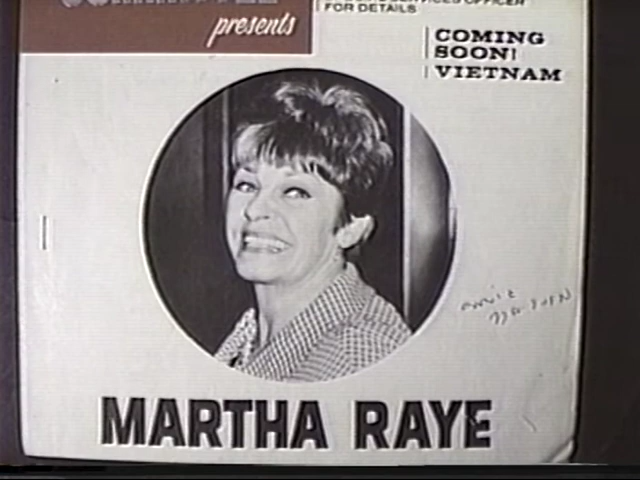 presents
FOR DETAILS
COMING
SOON!
VIETNAM
MARTHA RAYE